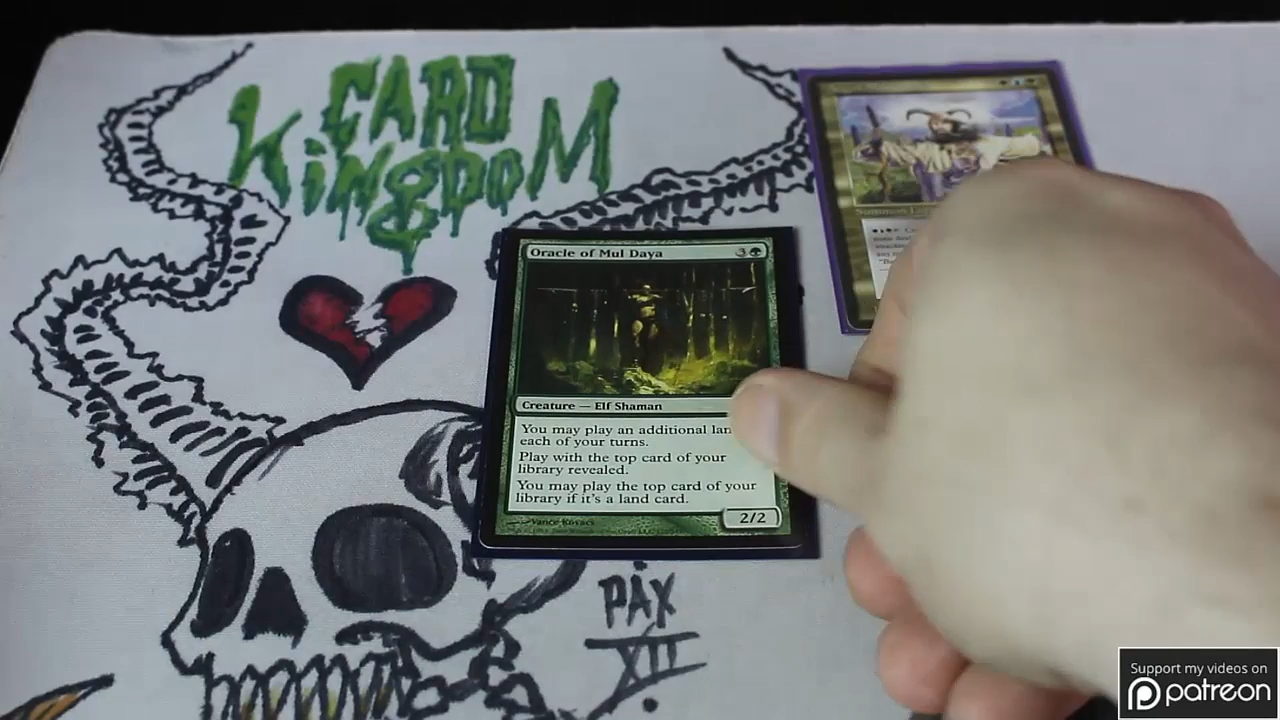 CARD
KiNGDOM
Oracle of Mul Daya
3
Creature — Elf Shaman
You may play an additional lan
each of your turns.
Play with the top card of your
library revealed.
You may play the top card of your
library if it's a land card.
Vance Kovacs
2/2
PAX
XII
Support my videos on
patreon